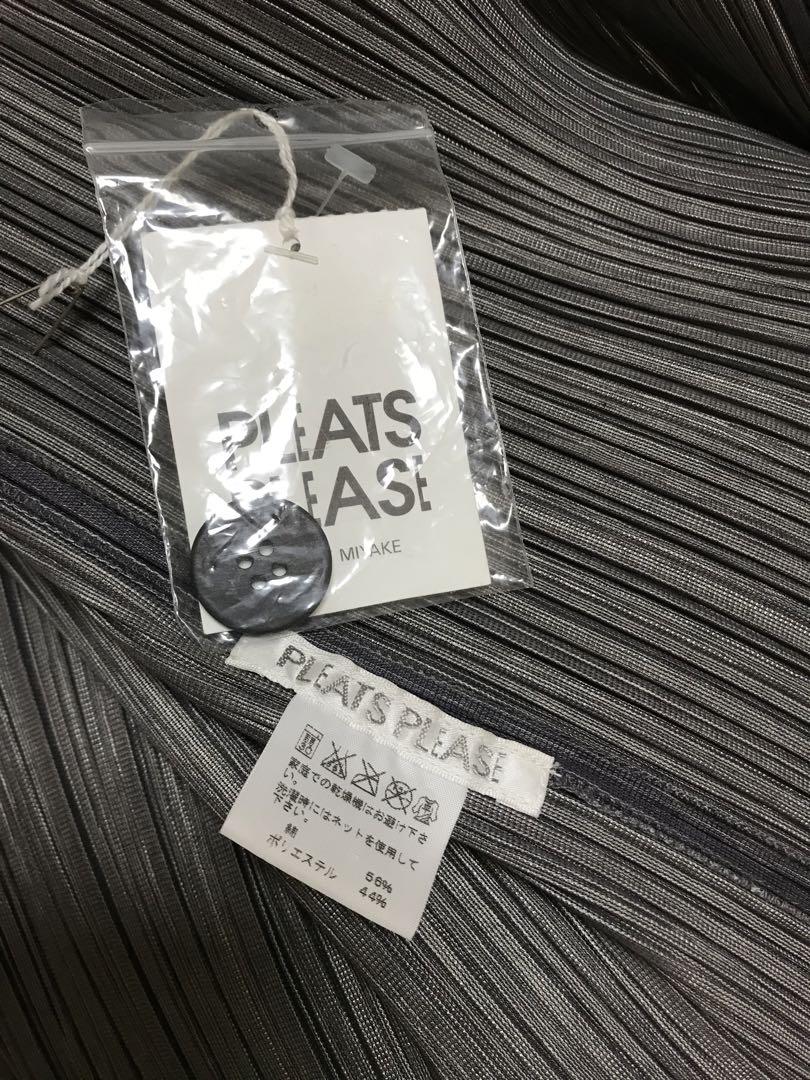 PLEATS
PLEASE
MIYAKE
PLEATS PLEASE
家庭での乾燥機はお避け下さ
い。
洗濯時にはネットを使用して
下さい。
絹 56%
ポリエステル 44%